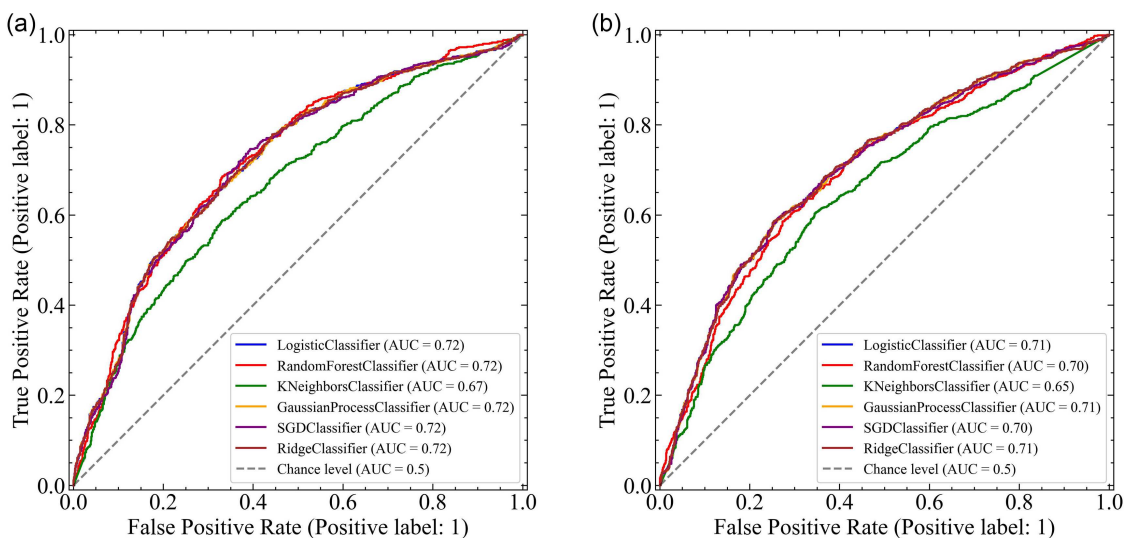 (a)
True Positive Rate (Positive label: 1)
1.0
0.8
0.6
0.4
0.2
0.0
LogisticClassifier (AUC = 0.72)
RandomForestClassifier (AUC = 0.72)
KNeighborsClassifier (AUC = 0.67)
GaussianProcessClassifier (AUC = 0.72)
SGDClassifier (AUC = 0.72)
RidgeClassifier (AUC = 0.72)
Chance level (AUC = 0.5)
0.0 0.2 0.4 0.6 0.8 1.0
False Positive Rate (Positive label: 1)
(b)
True Positive Rate (Positive label: 1)
1.0
0.8
0.6
0.4
0.2
0.0
LogisticClassifier (AUC = 0.71)
RandomForestClassifier (AUC = 0.70)
KNeighborsClassifier (AUC = 0.65)
GaussianProcessClassifier (AUC = 0.71)
SGDClassifier (AUC = 0.70)
RidgeClassifier (AUC = 0.71)
Chance level (AUC = 0.5)
0.0 0.2 0.4 0.6 0.8 1.0
False Positive Rate (Positive label: 1)